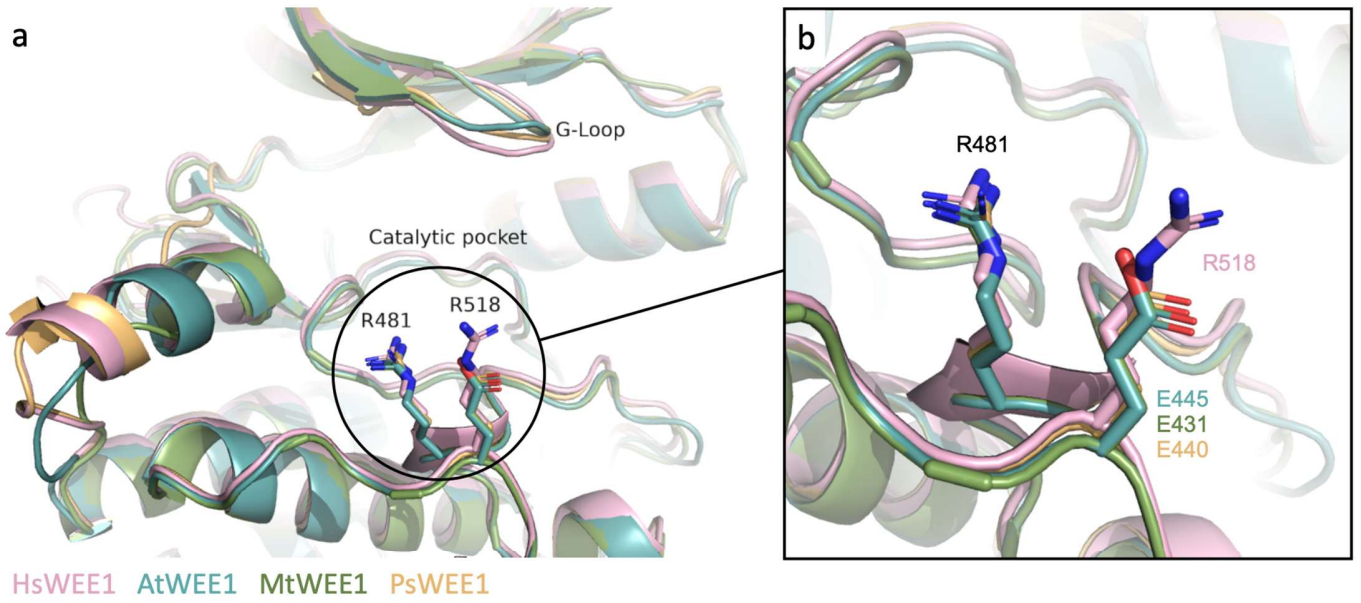 a
G-Loop
Catalytic pocket
R481
R518
b
R481
R518
E445
E431
E440
HsWEE1 AtWEE1 MtWEE1 PsWEE1